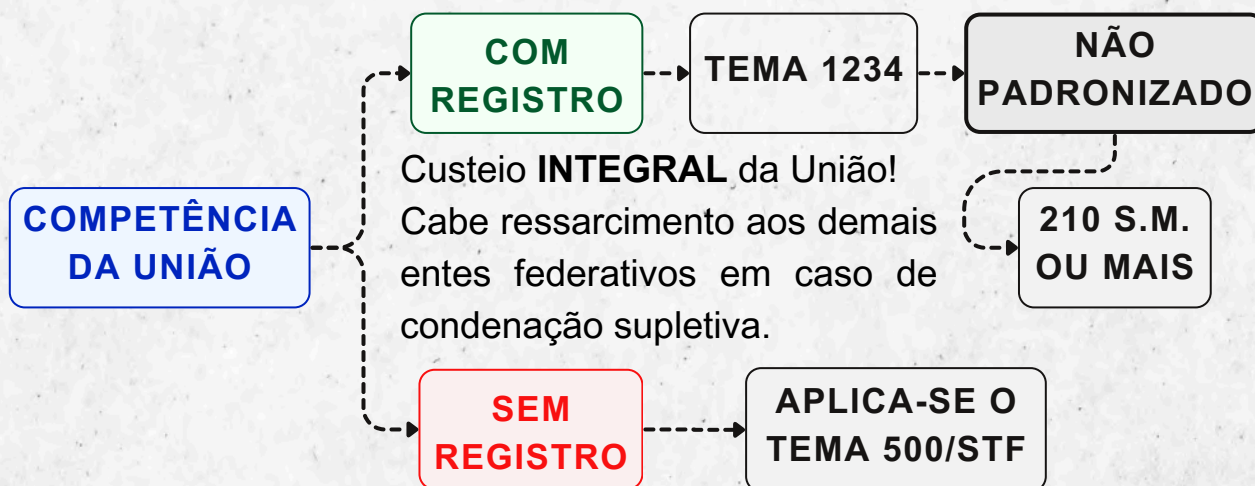 COM
REGISTRO
TEMA 1234
NÃO
PADRONIZADO
Custeio INTEGRAL da União!
Cabe ressarcimento aos demais
entes federativos em caso de
condenação supletiva.
COMPETÊNCIA
DA UNIÃO
210 S.M.
OU MAIS
SEM
REGISTRO
APLICA-SE O
TEMA 500/STF